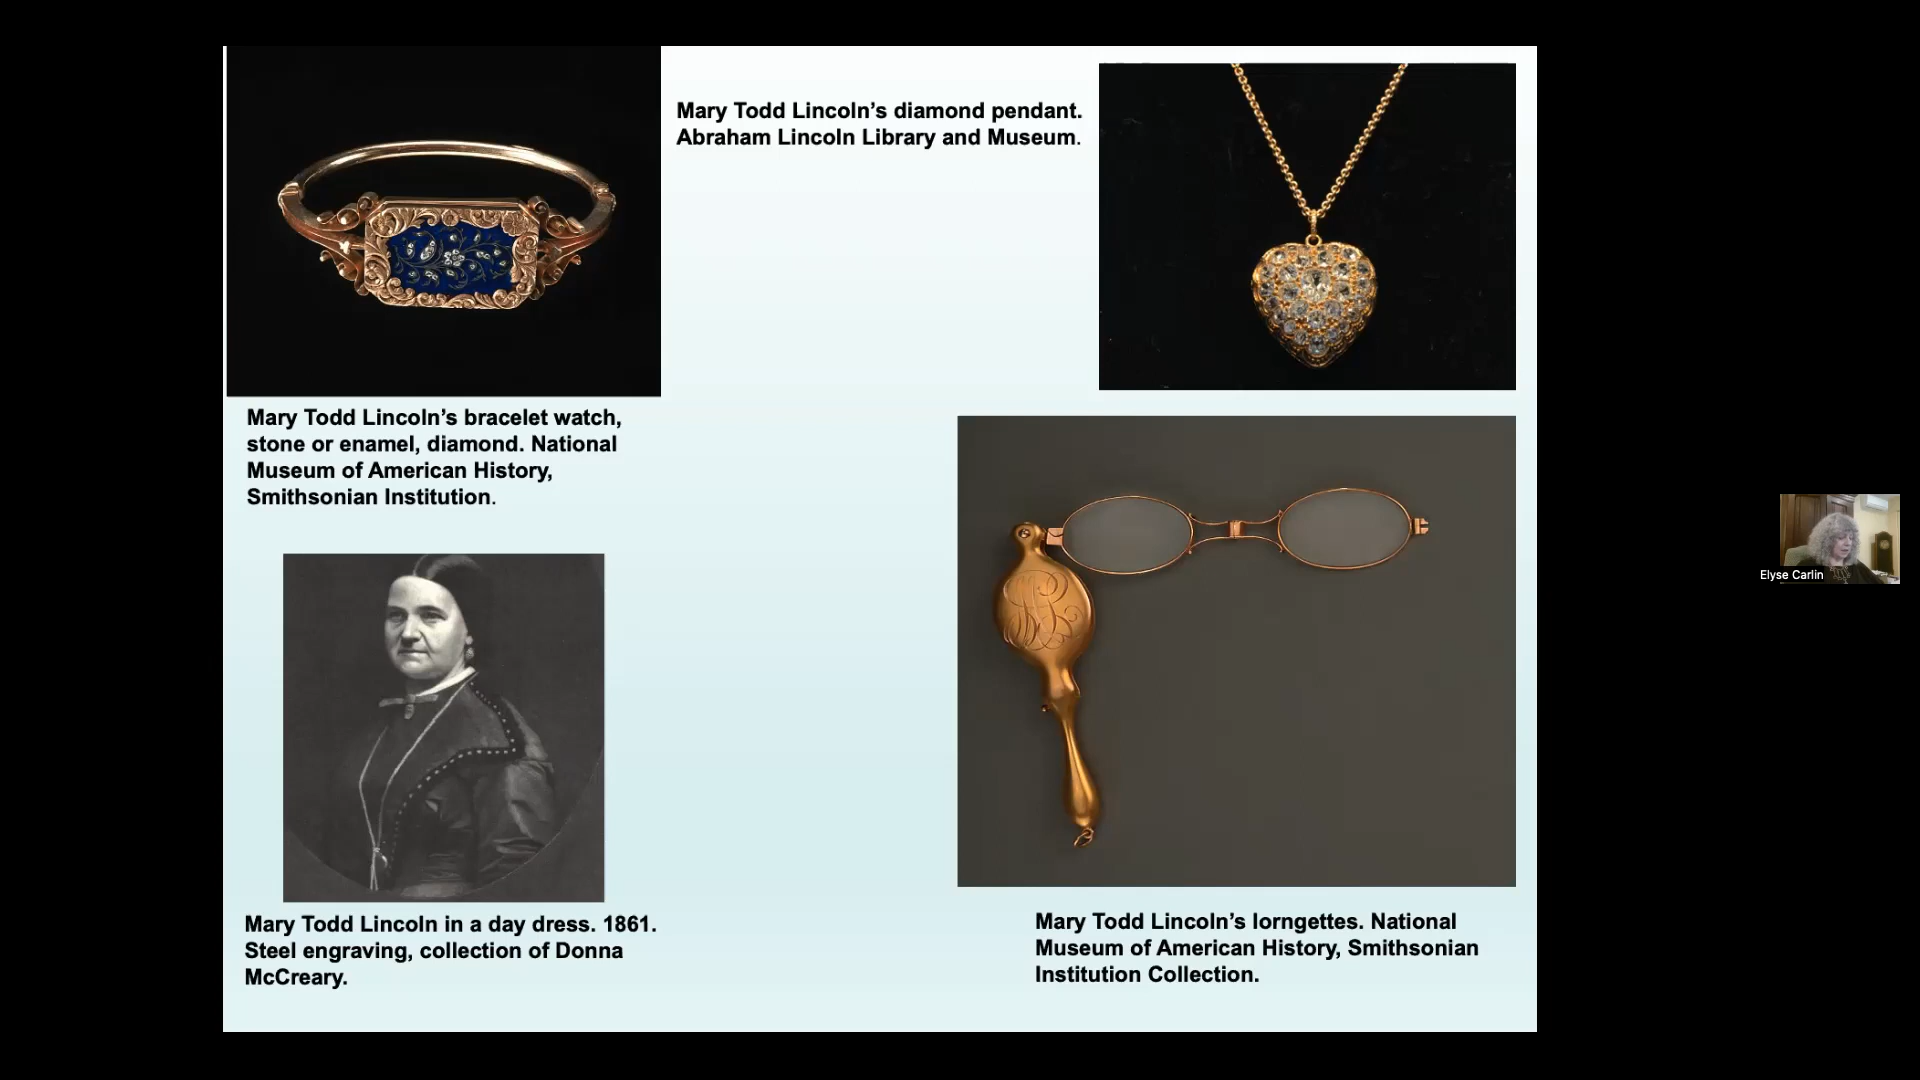 Mary Todd Lincoln’s diamond pendant.
Abraham Lincoln Library and Museum.
Mary Todd Lincoln’s bracelet watch,
stone or enamel, diamond. National
Museum of American History,
Smithsonian Institution.
Mary Todd Lincoln in a day dress. 1861.
Steel engraving, collection of Donna
McCreary.
Mary Todd Lincoln’s lorngettes. National
Museum of American History, Smithsonian
Institution Collection.
Elyse Carlin